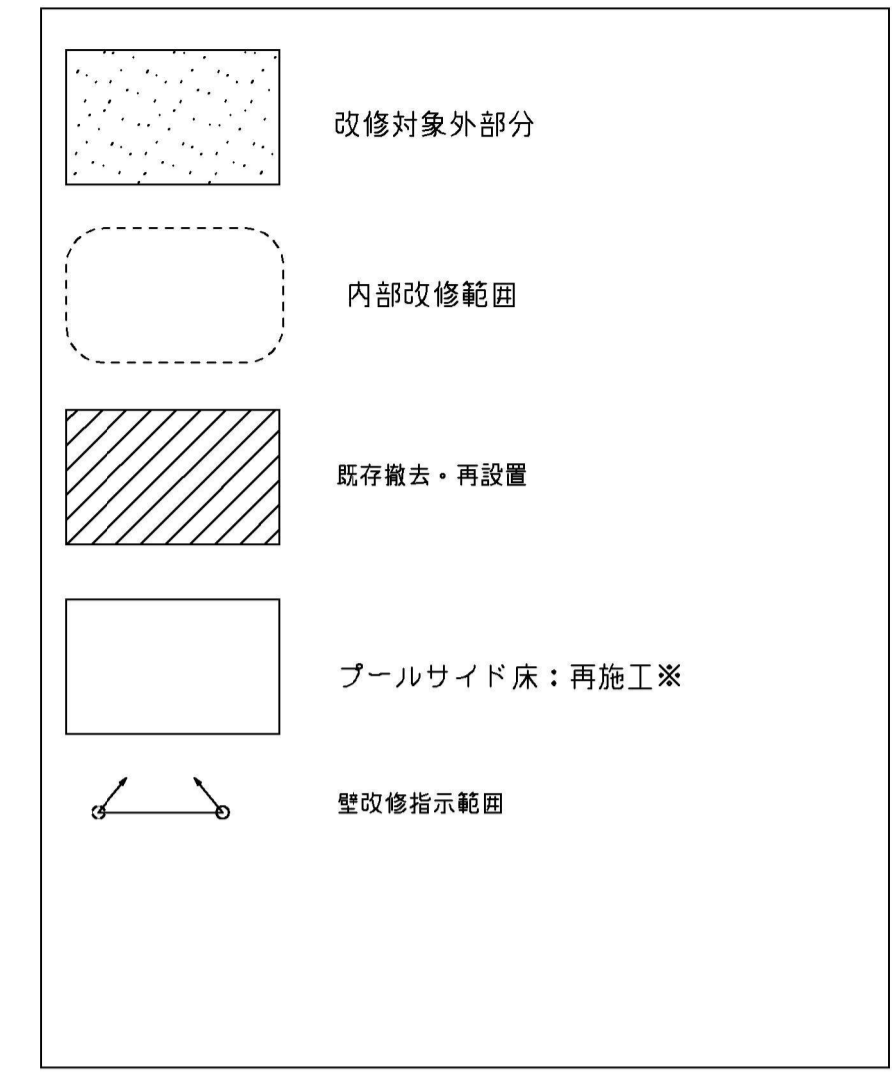 改修対象外部分
内部改修範囲
既存撤去・再設置
プールサイド床：再施工※
壁改修指示範囲